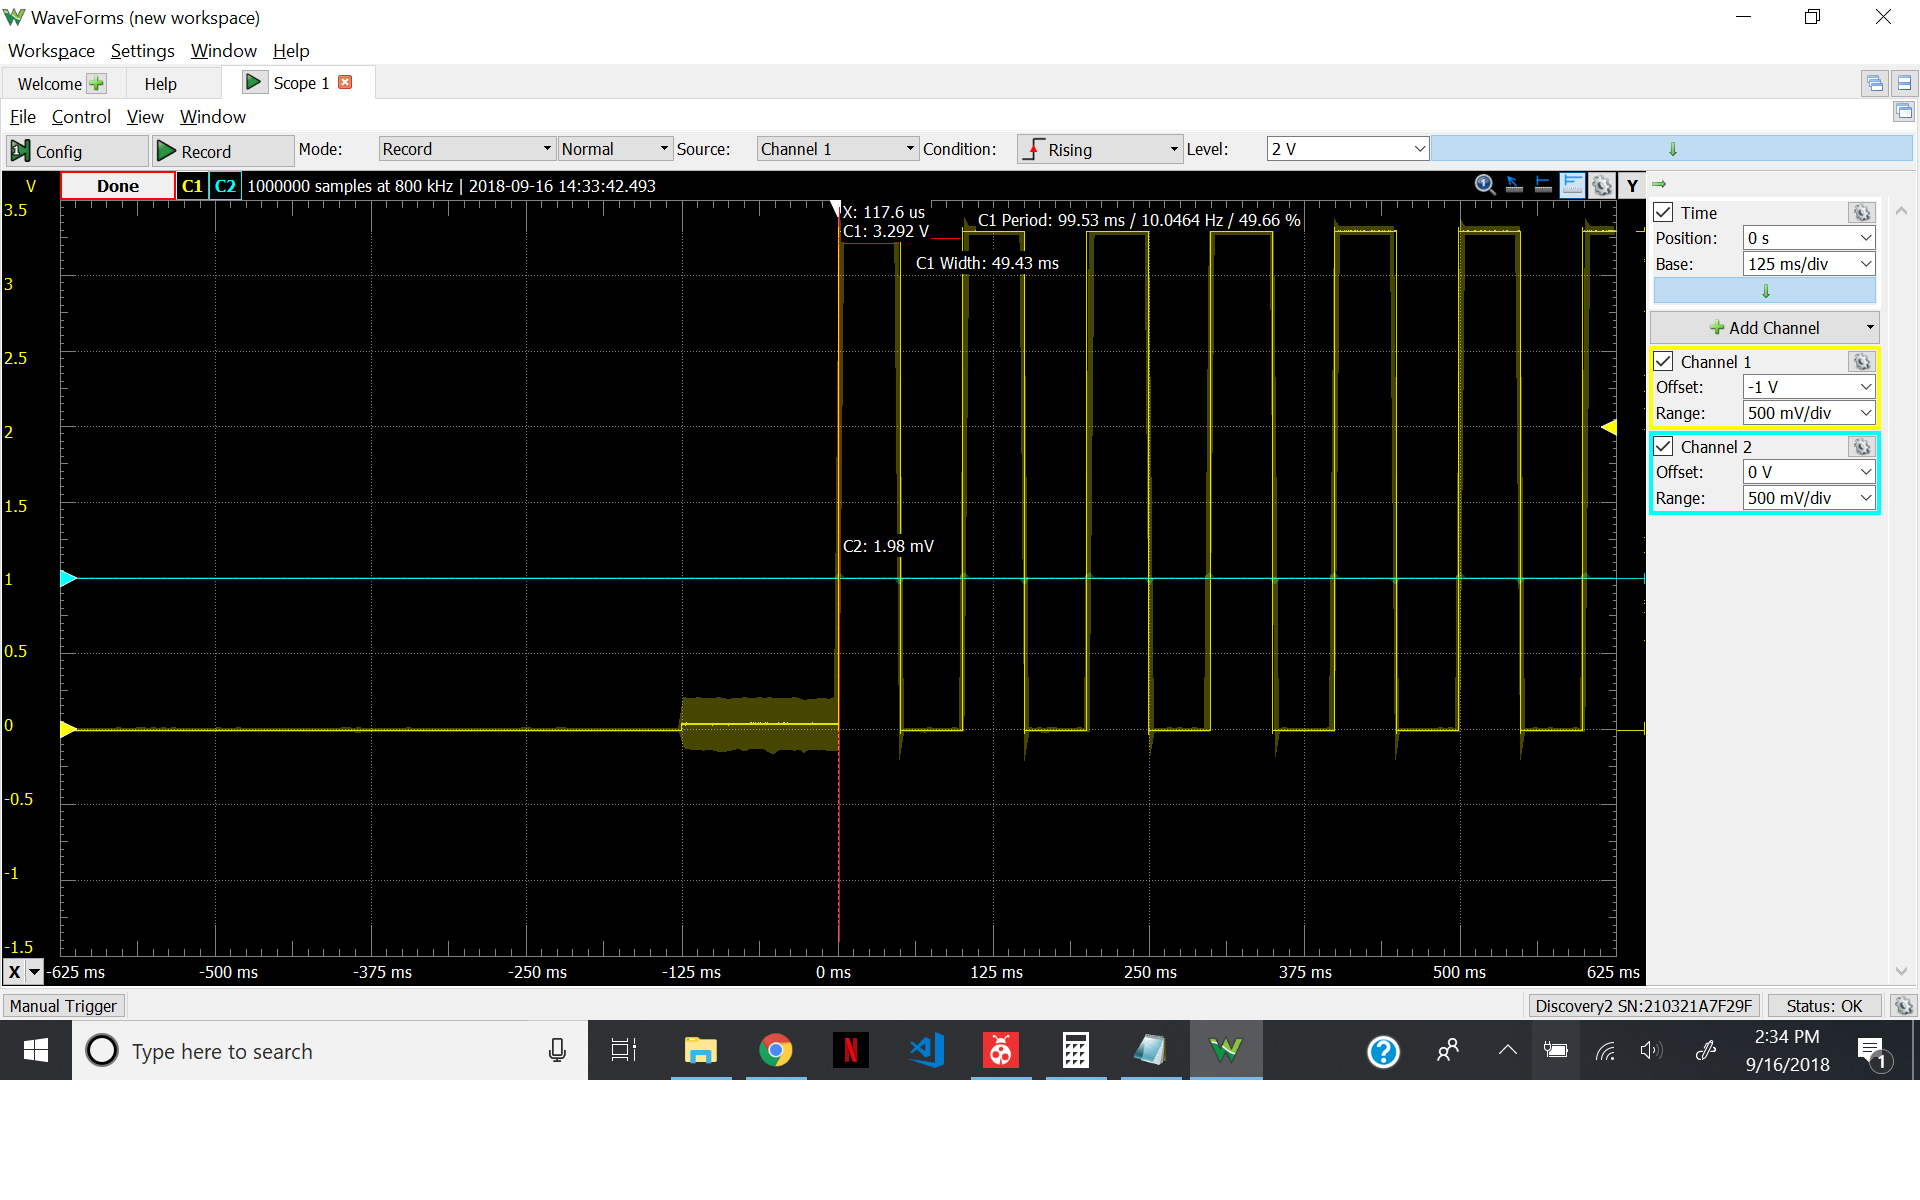 WaveForms (new workspace)
Workspace Settings Window Help
Welcome Help Scope 1
File Control View Window
Config Record Mode: Record Normal Source: Channel 1 Condition: Rising Level: 2 V
V Done C1 C2 1000000 samples at 800 kHz | 2018-09-16 14:33:42.493 Y
X: 117.6 us
C1: 3.292 V
C1 Period: 99.53 ms / 10.0464 Hz / 49.66 %
C1 Width: 49.43 ms
C2: 1.98 mV
3.5
3
2.5
2
1.5
1
0.5
0
-0.5
-1
-1.5
X -625 ms -500 ms -375 ms -250 ms -125 ms 0 ms 125 ms 250 ms 375 ms 500 ms 625 ms
Time
Position: 0 s
Base: 125 ms/div
Add Channel
Channel 1
Offset: -1 V
Range: 500 mV/div
Channel 2
Offset: 0 V
Range: 500 mV/div
Manual Trigger Discovery2 SN:210321A7F29F Status: OK
Type here to search
N
2:34 PM
9/16/2018
1